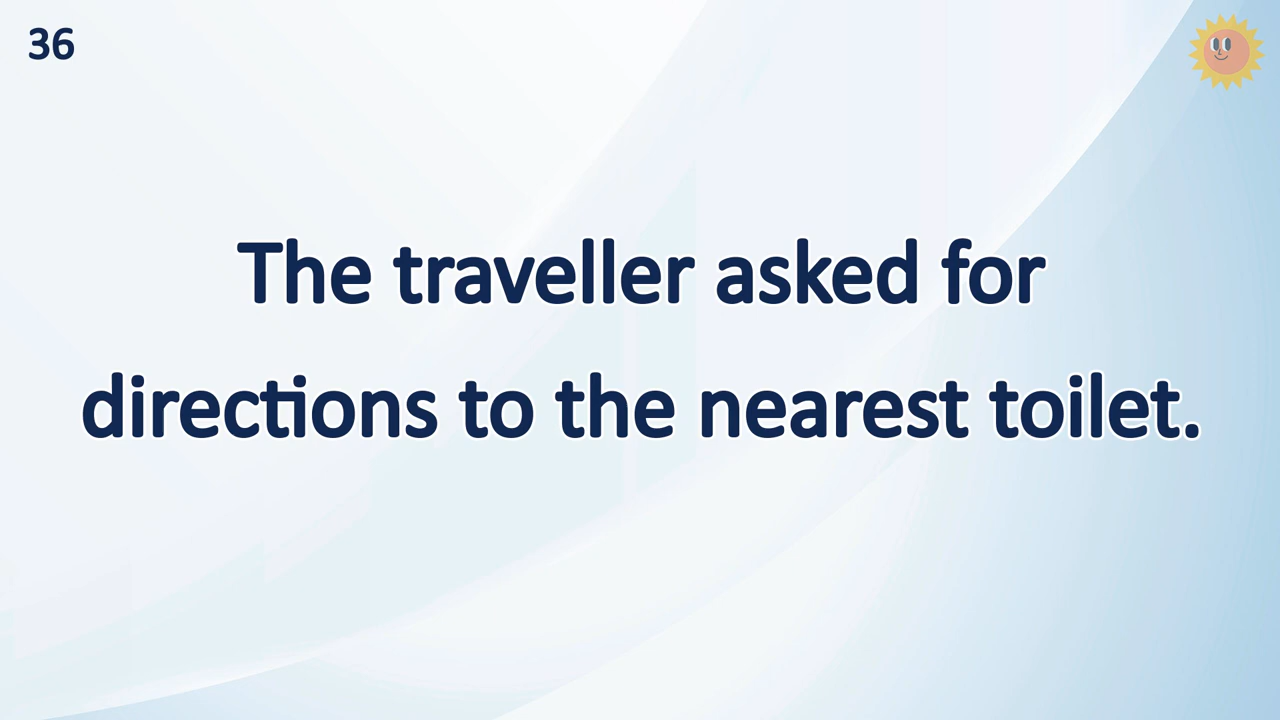 36
The traveller asked for
directions to the nearest toilet.